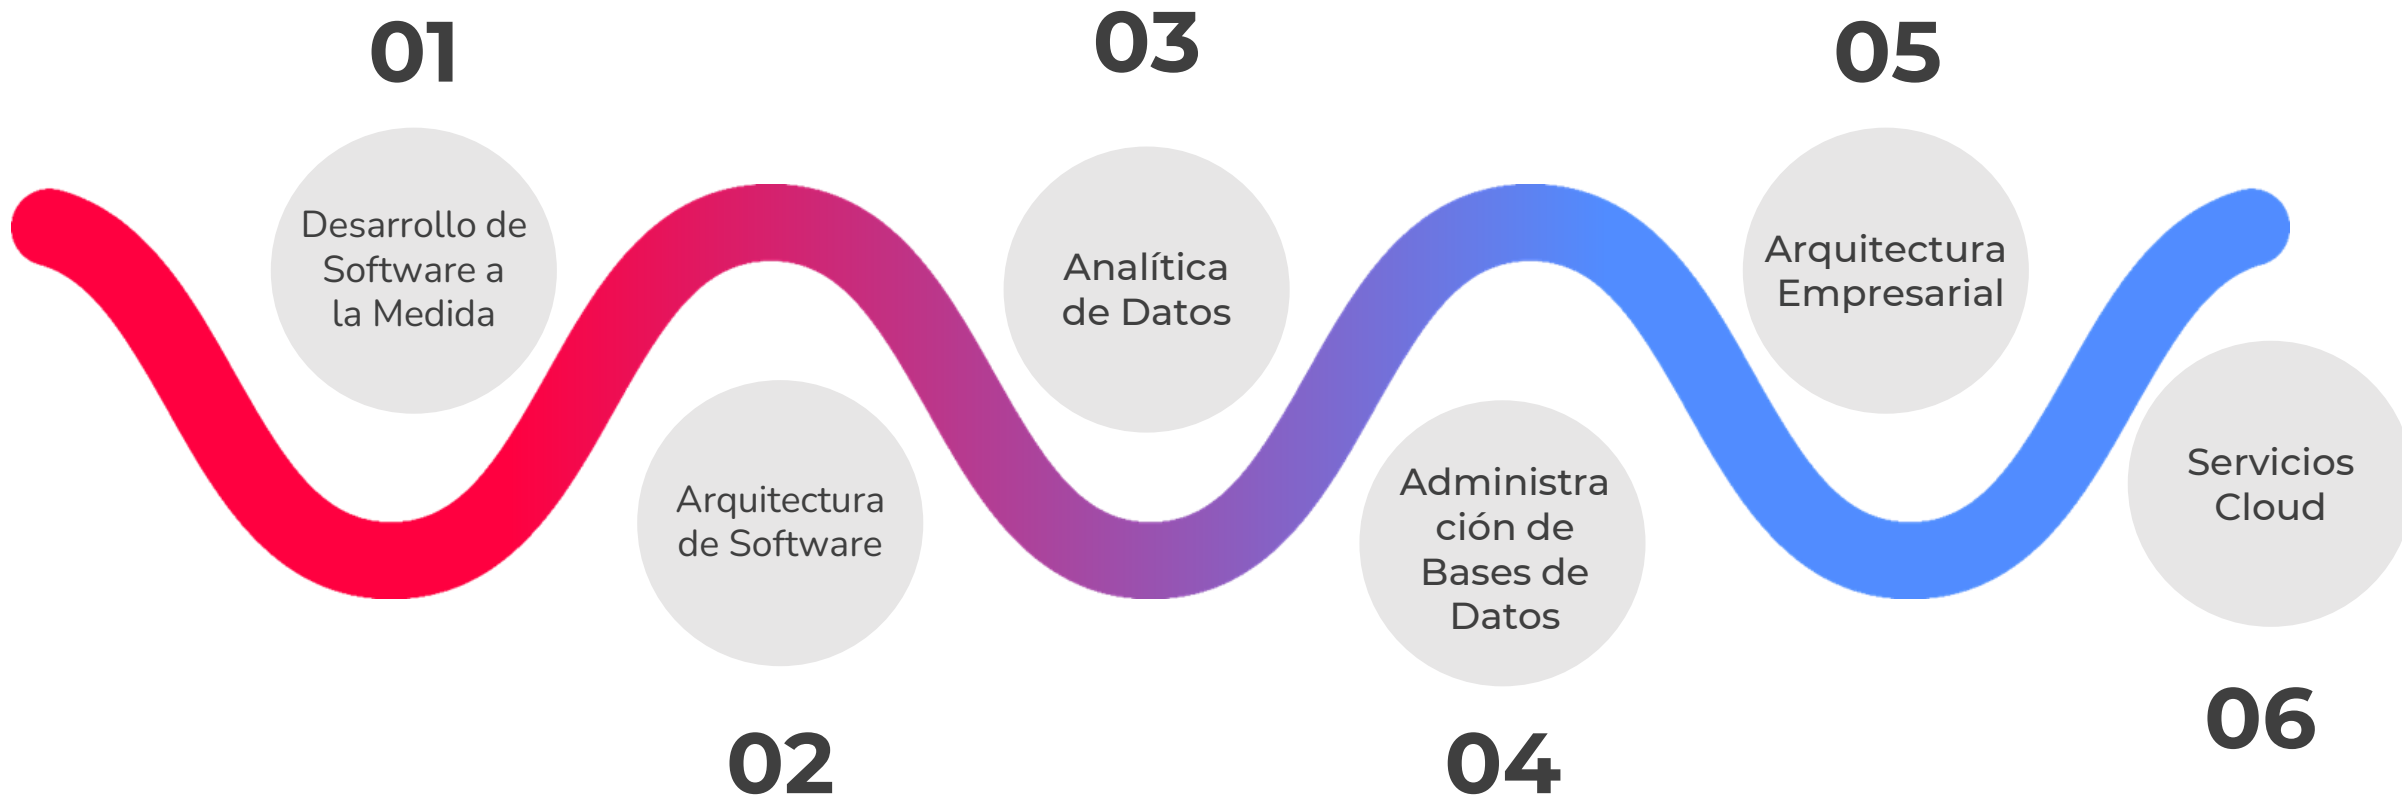 01
Desarrollo de
Software a
la Medida
02
Arquitectura
de Software
03
Analítica
de Datos
04
Administra
ción de
Bases de
Datos
05
Arquitectura
Empresarial
06
Servicios
Cloud